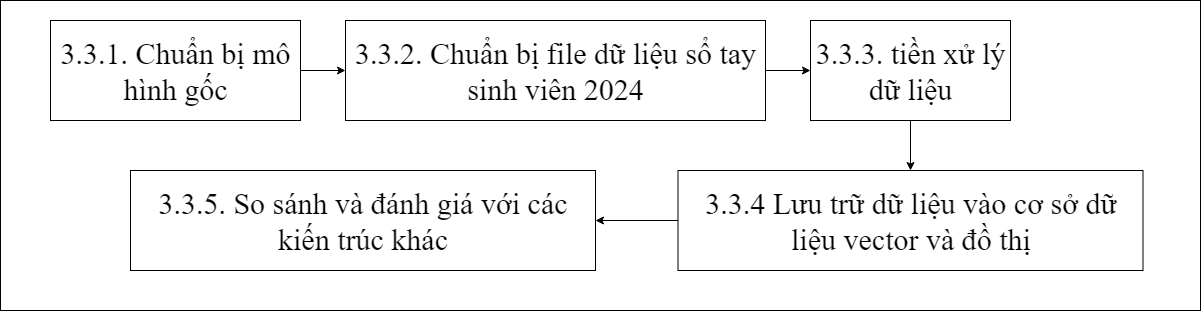 3.3.1. Chuẩn bị mô
hình gốc
3.3.2. Chuẩn bị file dữ liệu sổ tay
sinh viên 2024
3.3.3. tiền xử lý
dữ liệu
3.3.4 Lưu trữ dữ liệu vào cơ sở dữ
liệu vector và đồ thị
3.3.5. So sánh và đánh giá với các
kiến trúc khác